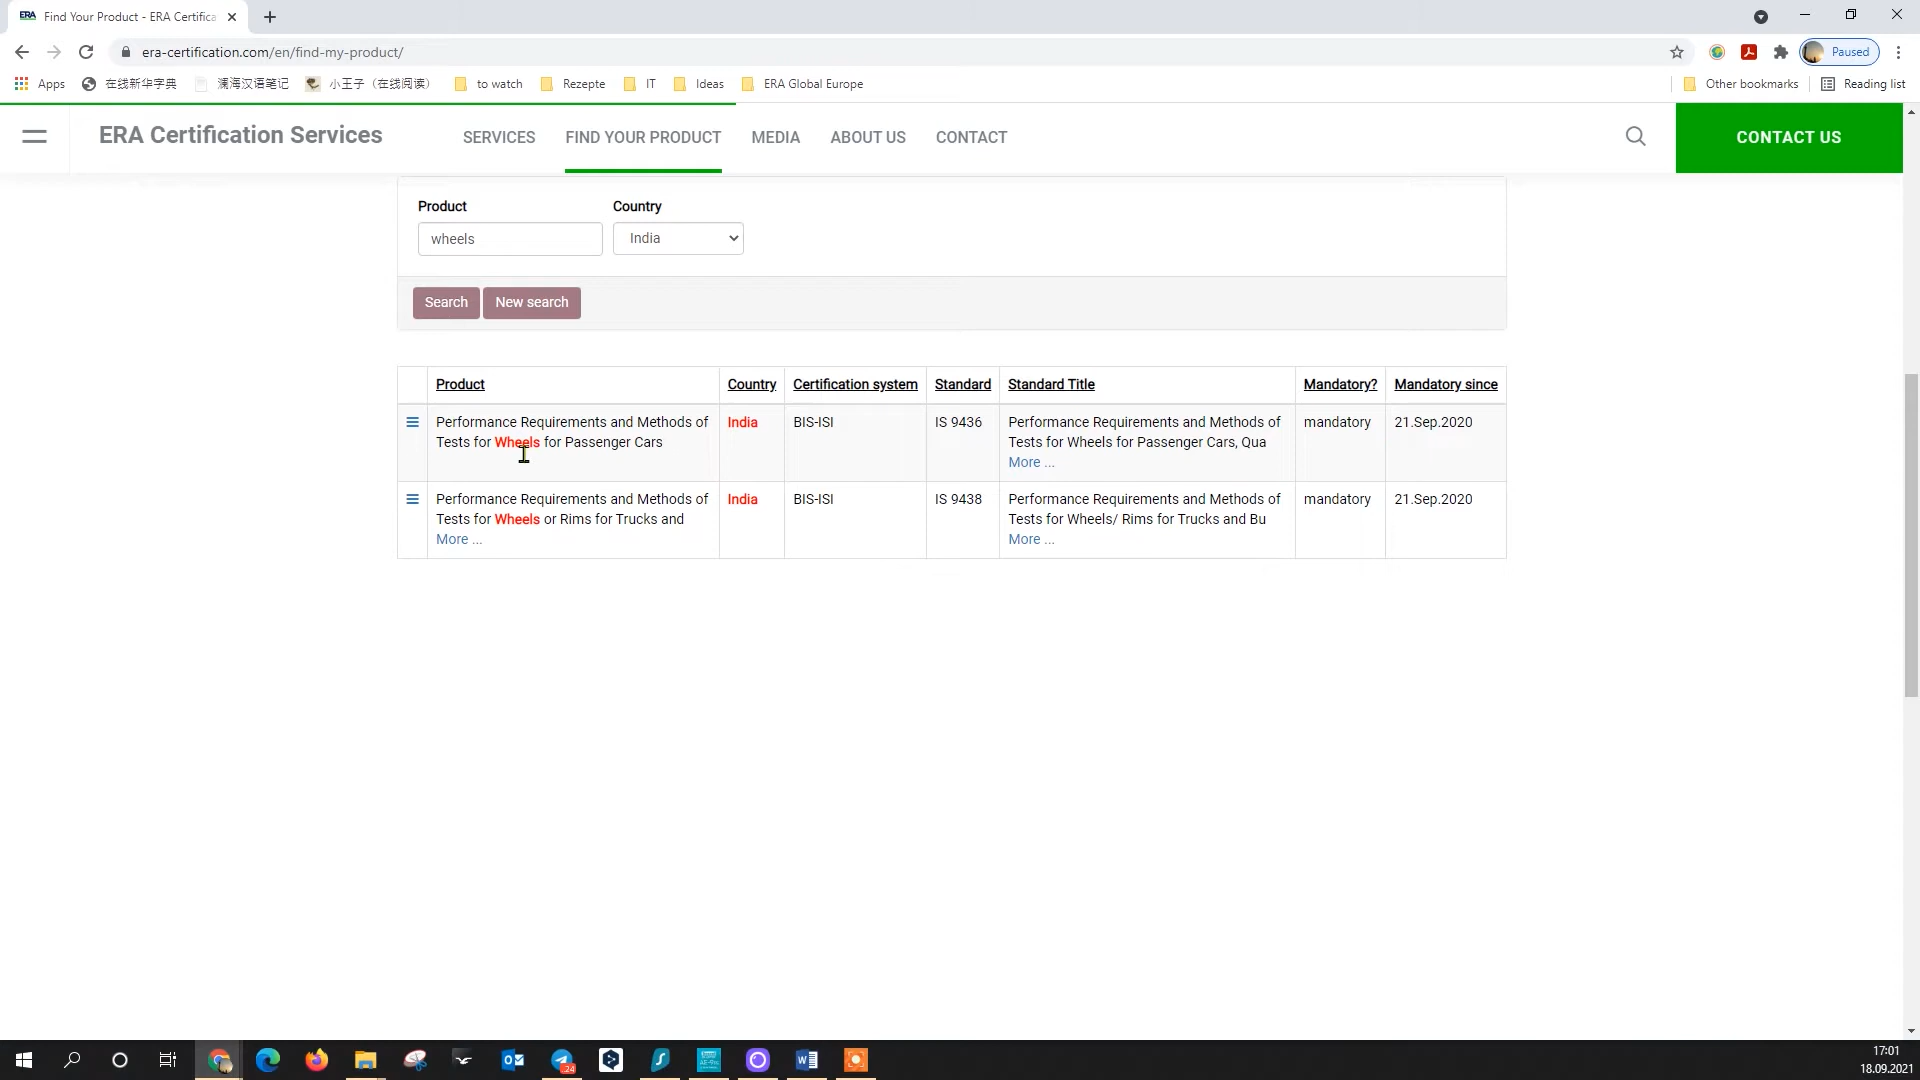 ERA Find Your Product - ERA Certifica
era-certification.com/en/find-my-product/
Paused
Apps
在线新华字典
澜海汉语笔记
小王子（在线阅读）
to watch
Rezepte
IT
Ideas
ERA Global Europe
Other bookmarks
Reading list
ERA Certification Services
SERVICES
FIND YOUR PRODUCT
MEDIA
ABOUT US
CONTACT
CONTACT US
Product
Country
wheels
India
Search
New search
Product
Country
Certification system
Standard
Standard Title
Mandatory?
Mandatory since
Performance Requirements and Methods of
Tests for Wheels for Passenger Cars
India
BIS-ISI
IS 9436
Performance Requirements and Methods of
Tests for Wheels for Passenger Cars, Qua
More ...
mandatory
21.Sep.2020
Performance Requirements and Methods of
Tests for Wheels or Rims for Trucks and
More ...
India
BIS-ISI
IS 9438
Performance Requirements and Methods of
Tests for Wheels/ Rims for Trucks and Bu
More ...
mandatory
21.Sep.2020
24
17:01
18.09.2021